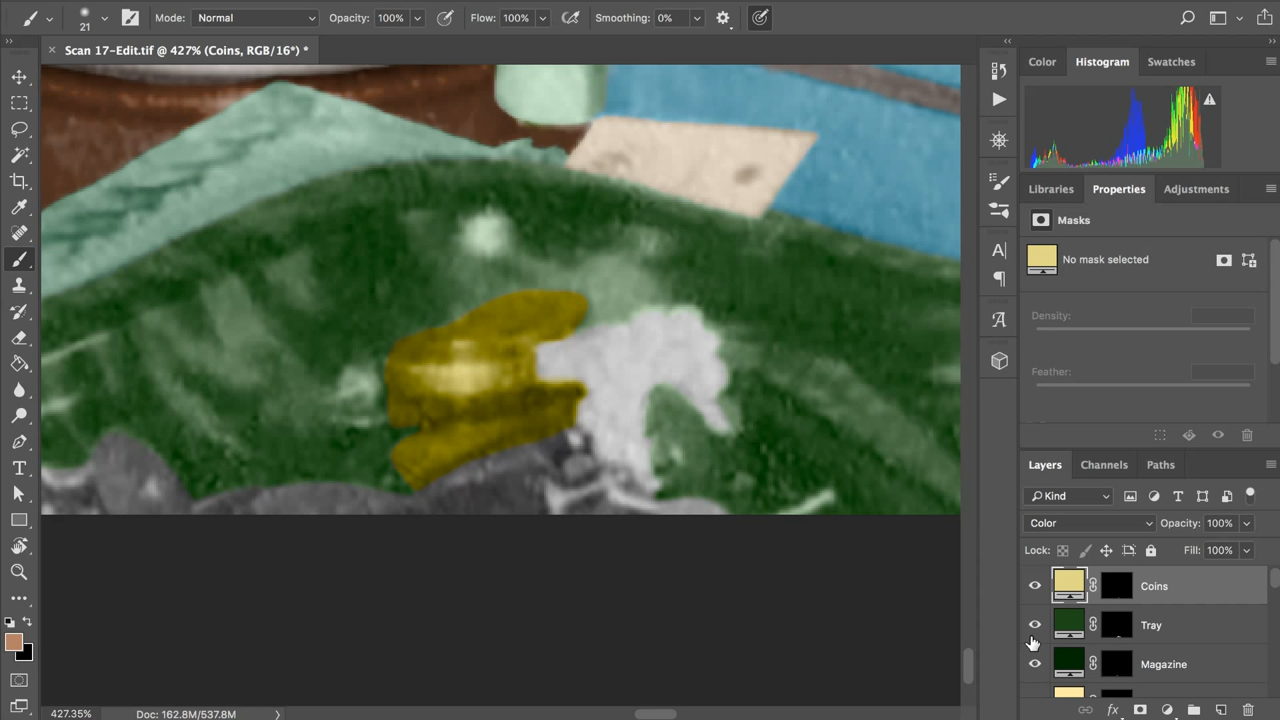 21
Mode: Normal
Opacity: 100%
Flow: 100%
Smoothing: 0%
× Scan 17-Edit.tif @ 427% (Coins, RGB/16*) *
Color
Histogram
Swatches
Libraries
Properties
Adjustments
Masks
No mask selected
Density:
Feather:
Layers
Channels
Paths
Kind
Color
Opacity: 100%
Lock:
Fill: 100%
Coins
Tray
Magazine
fx
427.35%
Doc: 162.8M/537.8M